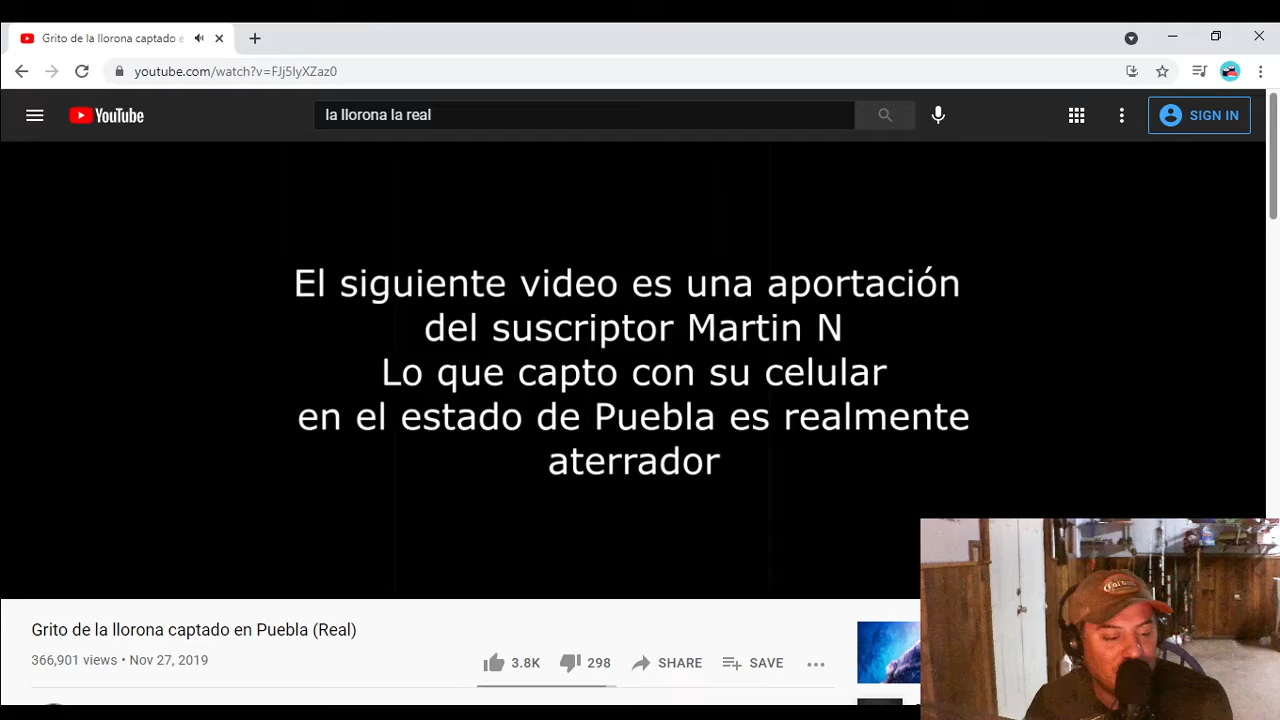 Grito de la llorona captado e
youtube.com/watch?v=FJj5lyXZaz0
YouTube
la llorona la real
SIGN IN
El siguiente video es una aportación
del suscriptor Martin N
Lo que capto con su celular
en el estado de Puebla es realmente
aterrador
Grito de la llorona captado en Puebla (Real)
366,901 views • Nov 27, 2019
3.8K
298
SHARE
SAVE